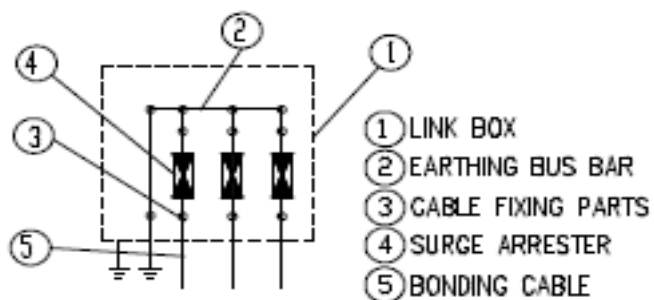 2
1
4
3
5
1 LINK BOX
2 EARTHING BUS BAR
3 CABLE FIXING PARTS
4 SURGE ARRESTER
5 BONDING CABLE